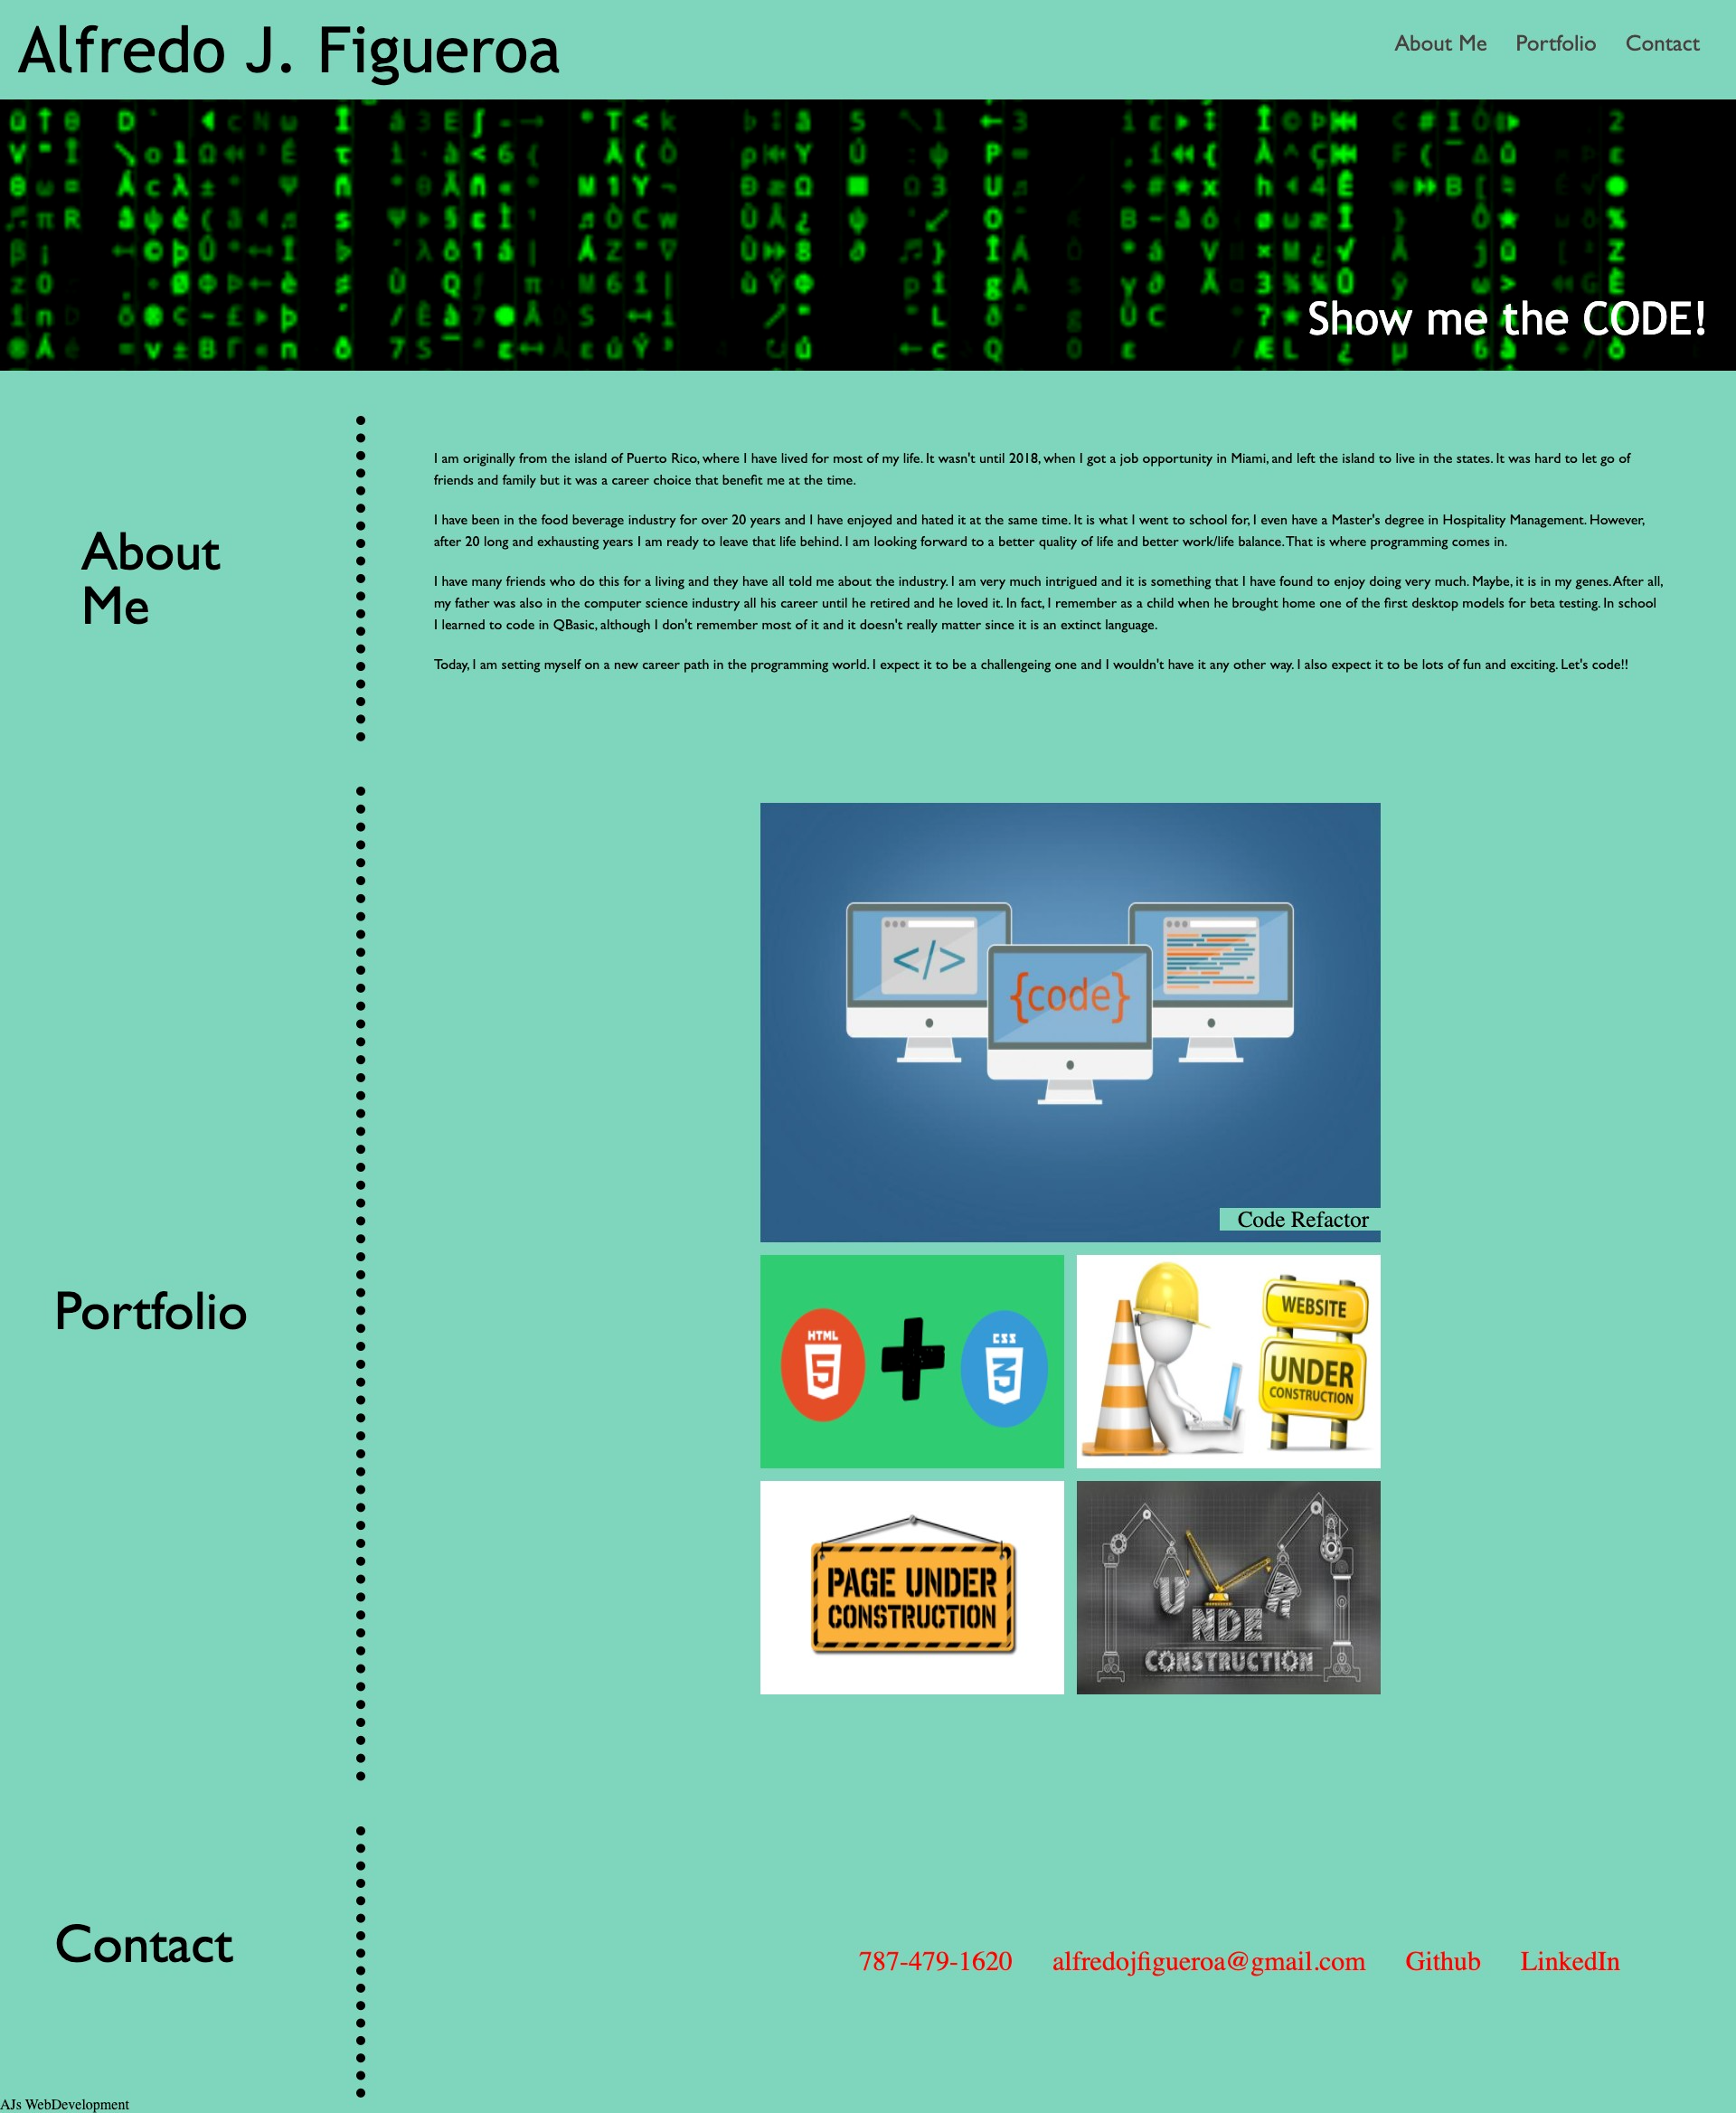 Alfredo J. Figueroa
About Me Portfolio Contact
Show me the CODE!
About
Me
I am originally from the island of Puerto Rico, where I have lived for most of my life. It wasn't until 2018, when I got a job opportunity in Miami, and left the island to live in the states. It was hard to let go of
friends and family but it was a career choice that benefit me at the time.
I have been in the food beverage industry for over 20 years and I have enjoyed and hated it at the same time. It is what I went to school for, I even have a Master's degree in Hospitality Management. However,
after 20 long and exhausting years I am ready to leave that life behind. I am looking forward to a better quality of life and better work/life balance. That is where programming comes in.
I have many friends who do this for a living and they have all told me about the industry. I am very much intrigued and it is something that I have found to enjoy doing very much. Maybe, it is in my genes. After all,
my father was also in the computer science industry all his career until he retired and he loved it. In fact, I remember as a child when he brought home one of the first desktop models for beta testing. In school
I learned to code in QBasic, although I don't remember most of it and it doesn't really matter since it is an extinct language.
Today, I am setting myself on a new career path in the programming world. I expect it to be a challengeing one and I wouldn't have it any other way. I also expect it to be lots of fun and exciting. Let's code!!
Portfolio
</>
{code}
Code Refactor
HTML
5
CSS
3
WEBSITE
UNDER
CONSTRUCTION
PAGE UNDER
CONSTRUCTION
UNDER
CONSTRUCTION
Contact
787-479-1620 alfredojfigueroa@gmail.com Github LinkedIn
AJs WebDevelopment